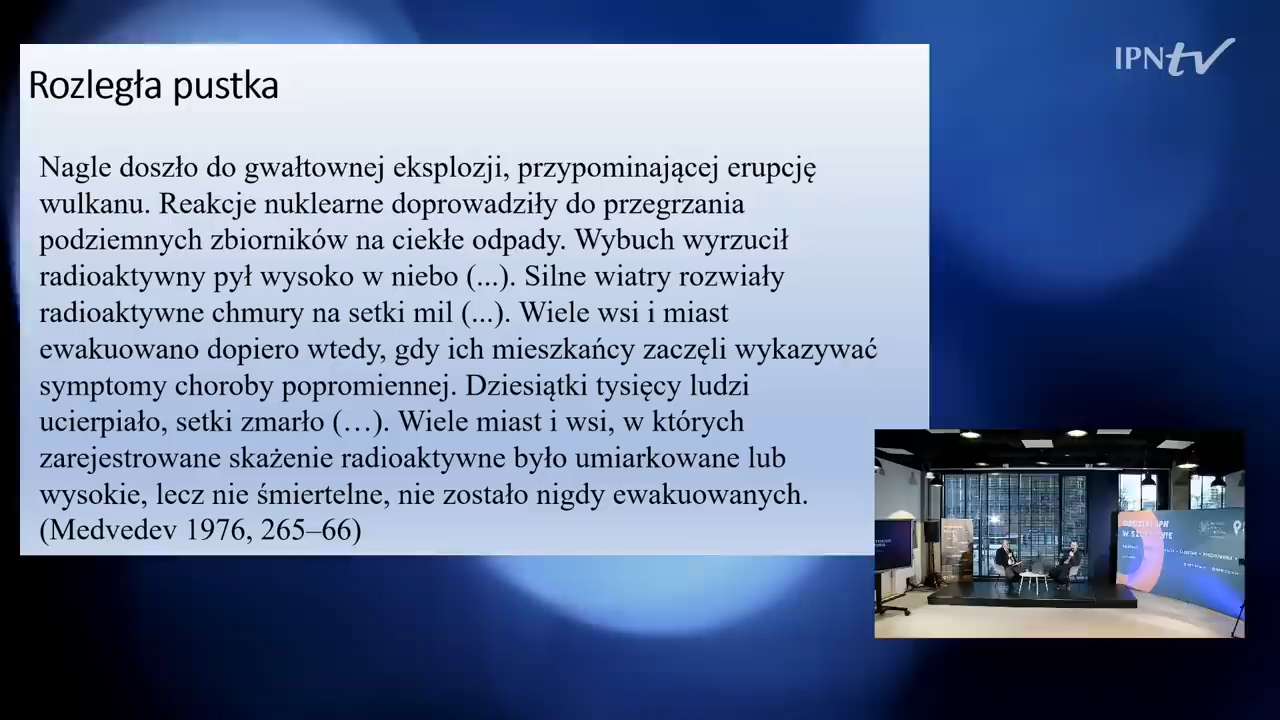 Rozległa pustka
Nagle doszło do gwałtownej eksplozji, przypominającej erupcję
wulkanu. Reakcje nuklearne doprowadziły do przegrzania
podziemnych zbiorników na ciekłe odpady. Wybuch wyrzucił
radioaktywny pył wysoko w niebo (...). Silne wiatry rozwiały
radioaktywne chmury na setki mil (...). Wiele wsi i miast
ewakuowano dopiero wtedy, gdy ich mieszkańcy zaczęli wykazywać
symptomy choroby popromiennej. Dziesiątki tysięcy ludzi
ucierpiało, setki zmarło (…). Wiele miast i wsi, w których
zarejestrowane skażenie radioaktywne było umiarkowane lub
wysokie, lecz nie śmiertelne, nie zostało nigdy ewakuowanych.
(Medvedev 1976, 265–66)
IPNtv
ODDZIAŁ IPN
W SZCZECINIE